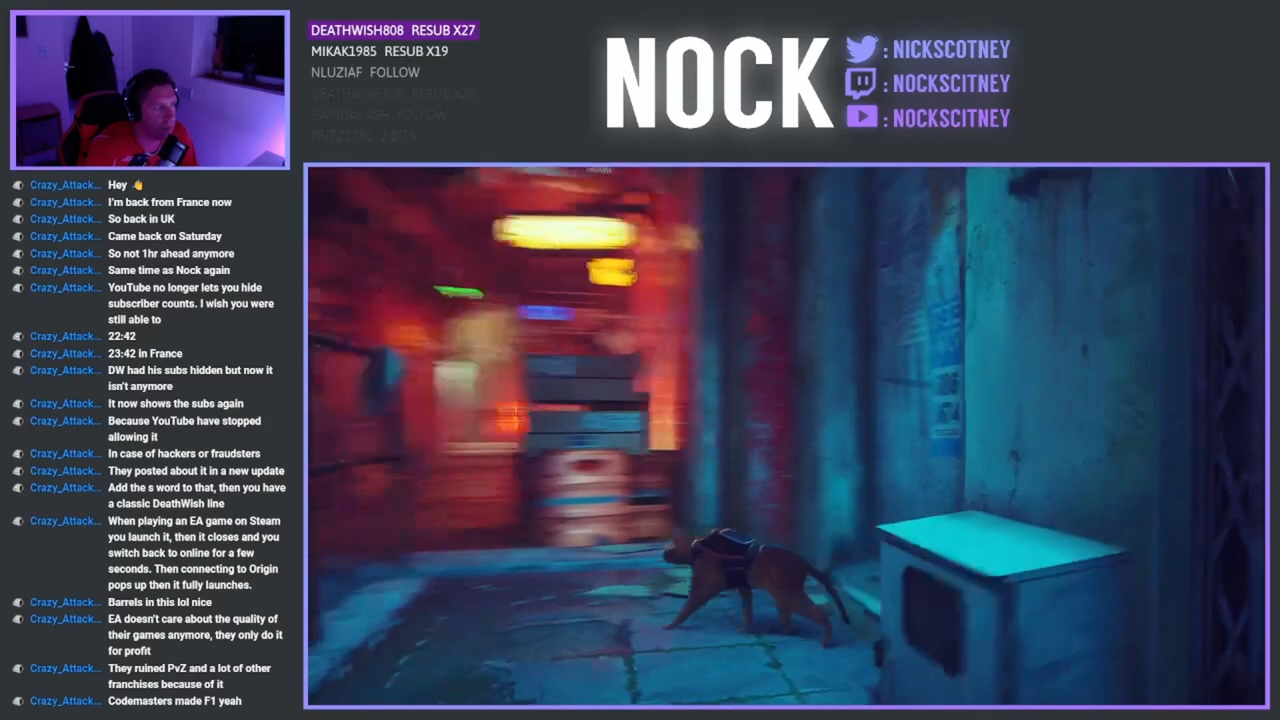 DEATHWISH808 RESUB X27
MIKAK1985 RESUB X19
NLUZIAF FOLLOW
DEATHWISH808 RESUB X26
FRITZ1791 2 BITS
NOCK
: NICKSCOTNEY
: NOCKSCITNEY
: NOCKSCITNEY
Crazy_Attack... Hey 👋
Crazy_Attack... I'm back from France now
Crazy_Attack... So back in UK
Crazy_Attack... Came back on Saturday
Crazy_Attack... So not 1hr ahead anymore
Crazy_Attack... Same time as Nock again
Crazy_Attack... YouTube no longer lets you hide
subscriber counts. I wish you were
still able to
Crazy_Attack... 22:42
Crazy_Attack... 23:42 in France
Crazy_Attack... DW had his subs hidden but now it
isn't anymore
Crazy_Attack... It now shows the subs again
Crazy_Attack... Because YouTube have stopped
allowing it
Crazy_Attack... In case of hackers or fraudsters
Crazy_Attack... They posted about it in a new update
Crazy_Attack... Add the s word to that, then you have
a classic DeathWish line
Crazy_Attack... When playing an EA game on Steam
you launch it, then it closes and you
switch back to online for a few
seconds. Then connecting to Origin
pops up then it fully launches.
Crazy_Attack... Barrels in this lol nice
Crazy_Attack... EA doesn't care about the quality of
their games anymore, they only do it
for profit
Crazy_Attack... They ruined PvZ and a lot of other
franchises because of it
Crazy_Attack... Codemasters made F1 yeah